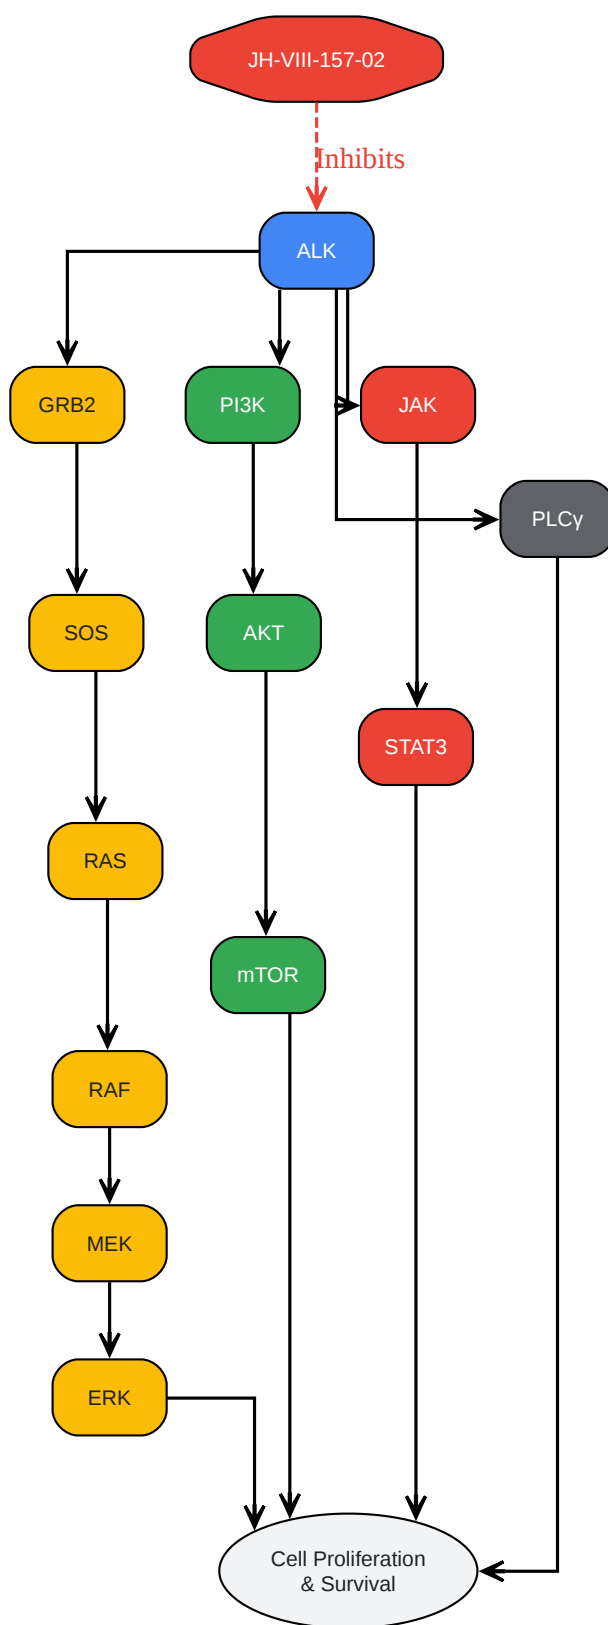 JH-VIII-157-02
Inhibits
ALK
GRB2
PI3K
JAK
PLCγ
SOS
AKT
STAT3
RAS
mTOR
RAF
MEK
ERK
Cell Proliferation
& Survival